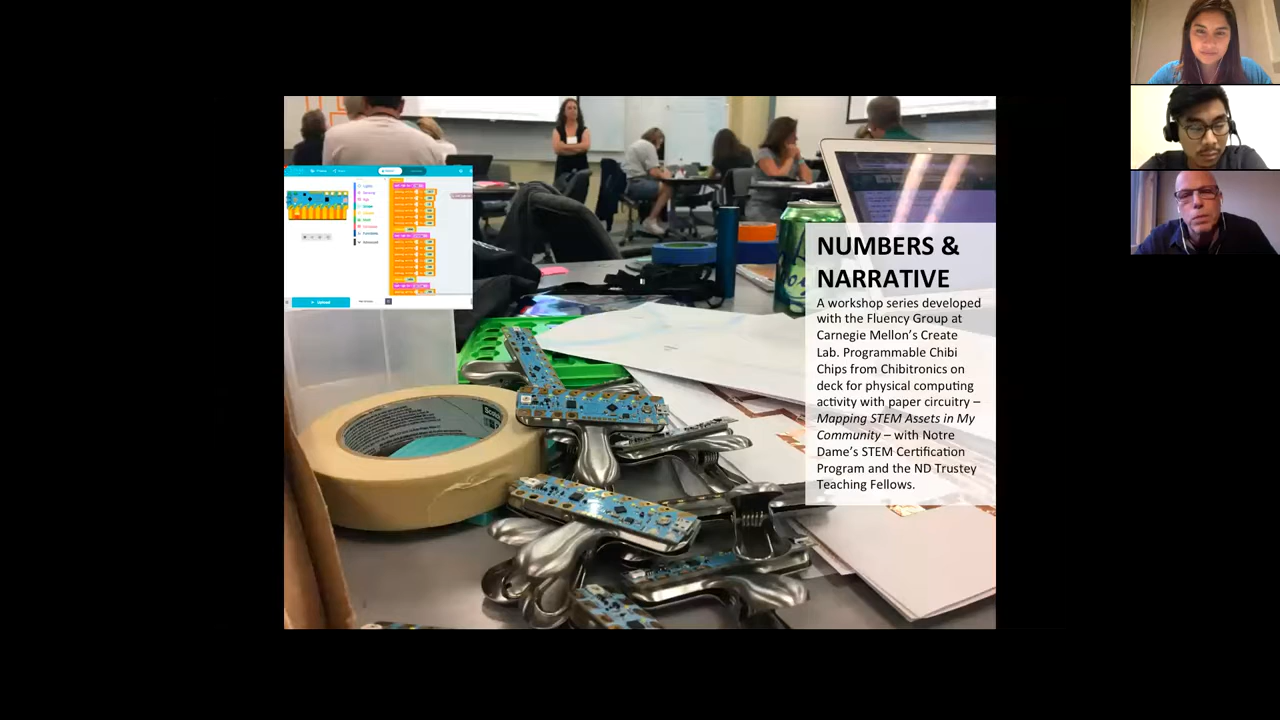 NUMBERS &
NARRATIVE
A workshop series developed
with the Fluency Group at
Carnegie Mellon's Create
Lab. Programmable Chibi
Chips from Chibitronics on
deck for physical computing
activity with paper circuitry –
Mapping STEM Assets in My
Community – with Notre
Dame's STEM Certification
Program and the ND Trustey
Teaching Fellows.
Upload